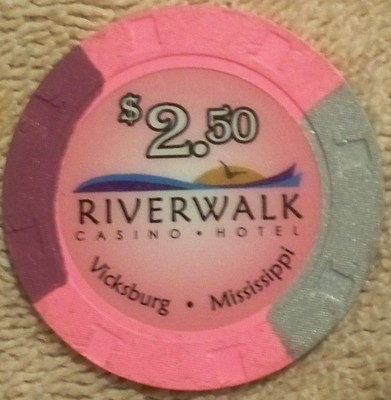 $2.50
RIVERWALK
CASINO • HOTEL
Vicksburg • Mississippi